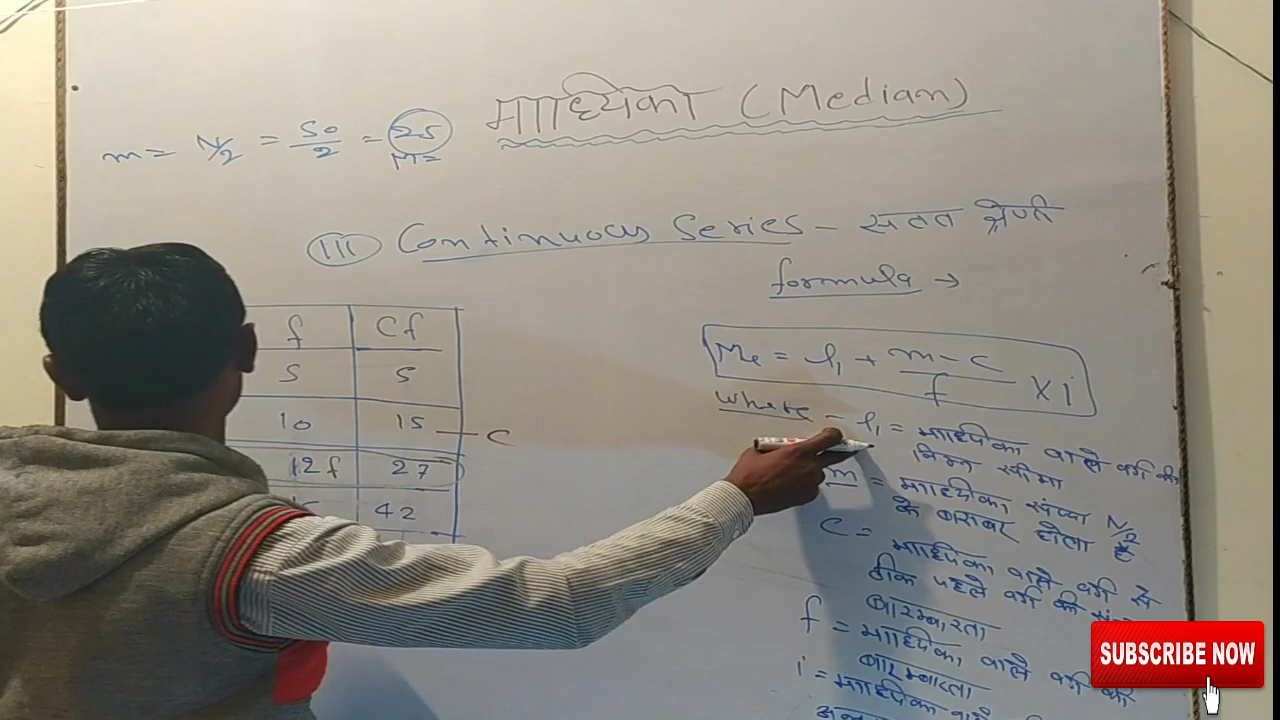 माध्यिका (Median)
m = N/2 = 50/2 = 25
M=
(III) Continuous Series - सतत श्रेणी
formula →
f Cf
5 5
10 15 — C
12 f 27
42
Me = l₁ + (m - c)/f × i
where - l₁ = माध्यिका वाले वर्ग की
निम्न सीमा
m = माध्यिका संख्या N/2
के बराबर होता है
C = माध्यिका वाले वर्ग से
ठीक पहले वर्ग की
बारम्बारता
f = माध्यिका वाले वर्ग की
बारम्बारता
i = माध्यिका वाले
SUBSCRIBE NOW